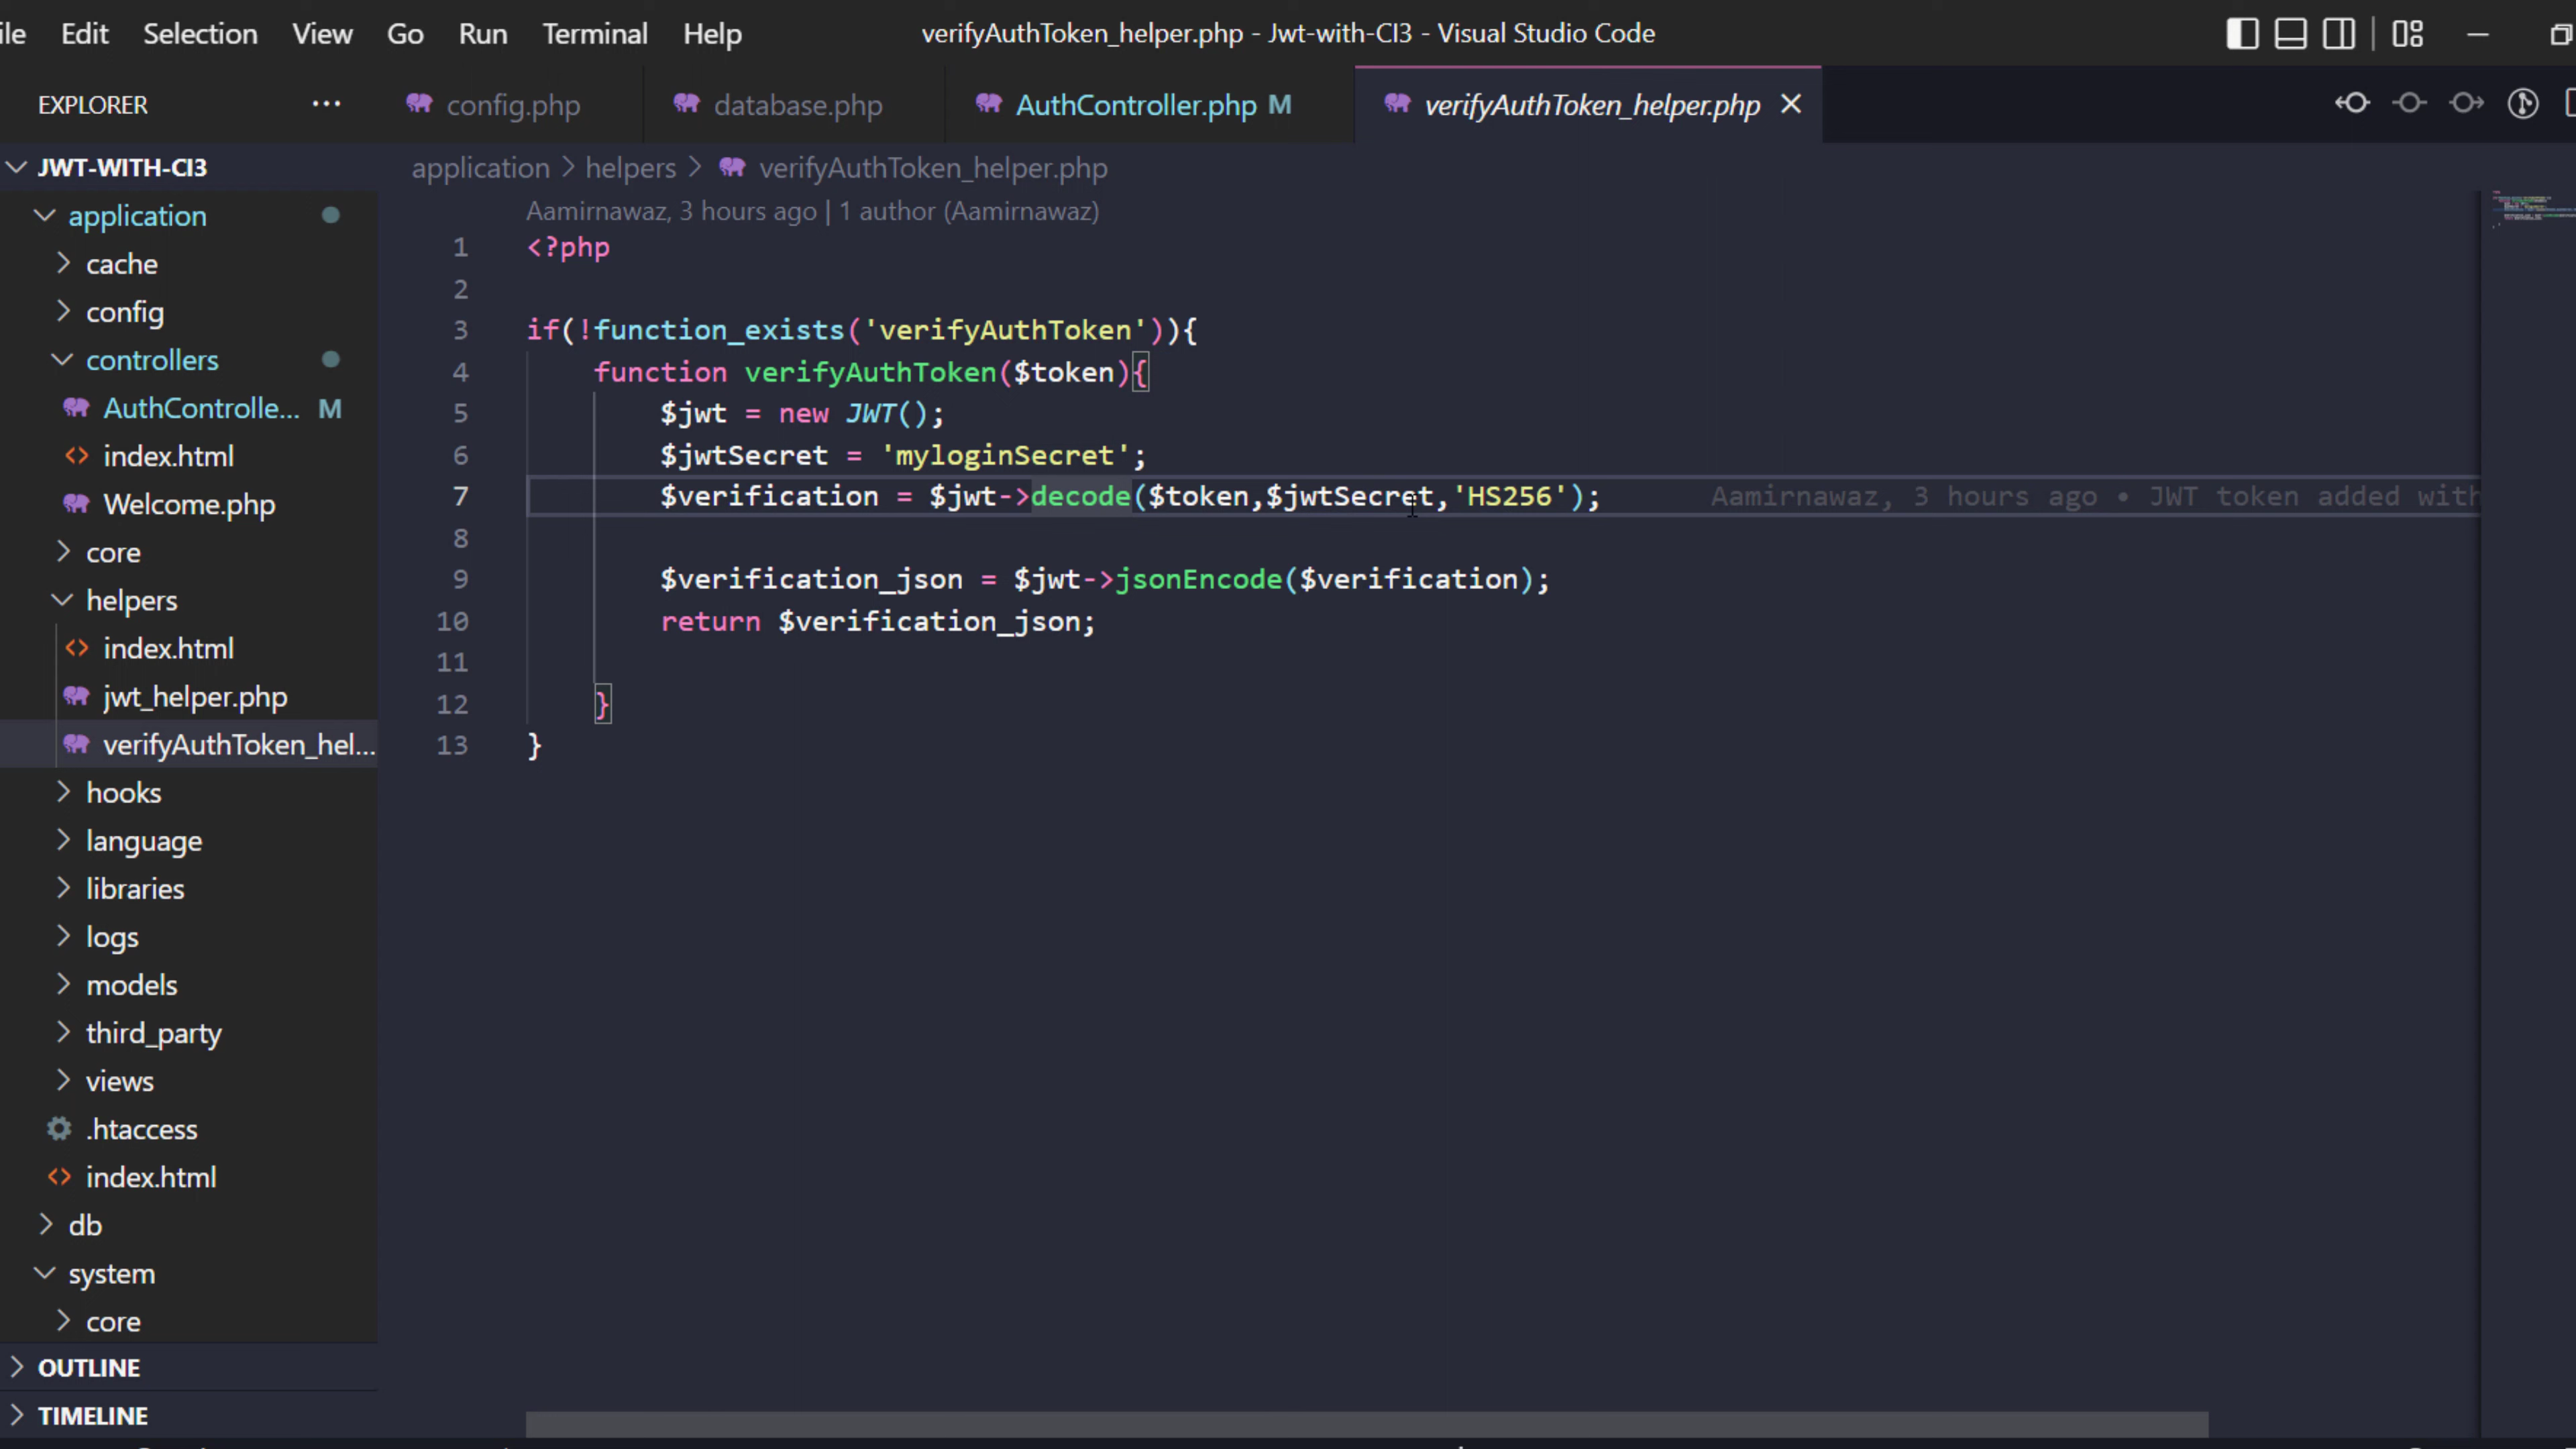 ile Edit Selection View Go Run Terminal Help verifyAuthToken_helper.php - Jwt-with-CI3 - Visual Studio Code
EXPLORER ···
config.php database.php AuthController.php M verifyAuthToken_helper.php
JWT-WITH-CI3
application
cache
config
controllers
AuthControlle... M
index.html
Welcome.php
core
helpers
index.html
jwt_helper.php
verifyAuthToken_hel...
hooks
language
libraries
logs
models
third_party
views
.htaccess
index.html
db
system
core
OUTLINE
TIMELINE
application > helpers > verifyAuthToken_helper.php
Aamirnawaz, 3 hours ago | 1 author (Aamirnawaz)
1 <?php
2
3 if(!function_exists('verifyAuthToken')){
4 function verifyAuthToken($token){
5 $jwt = new JWT();
6 $jwtSecret = 'myloginSecret';
7 $verification = $jwt->decode($token,$jwtSecret,'HS256'); Aamirnawaz, 3 hours ago • JWT token added with
8
9 $verification_json = $jwt->jsonEncode($verification);
10 return $verification_json;
11
12 }
13 }